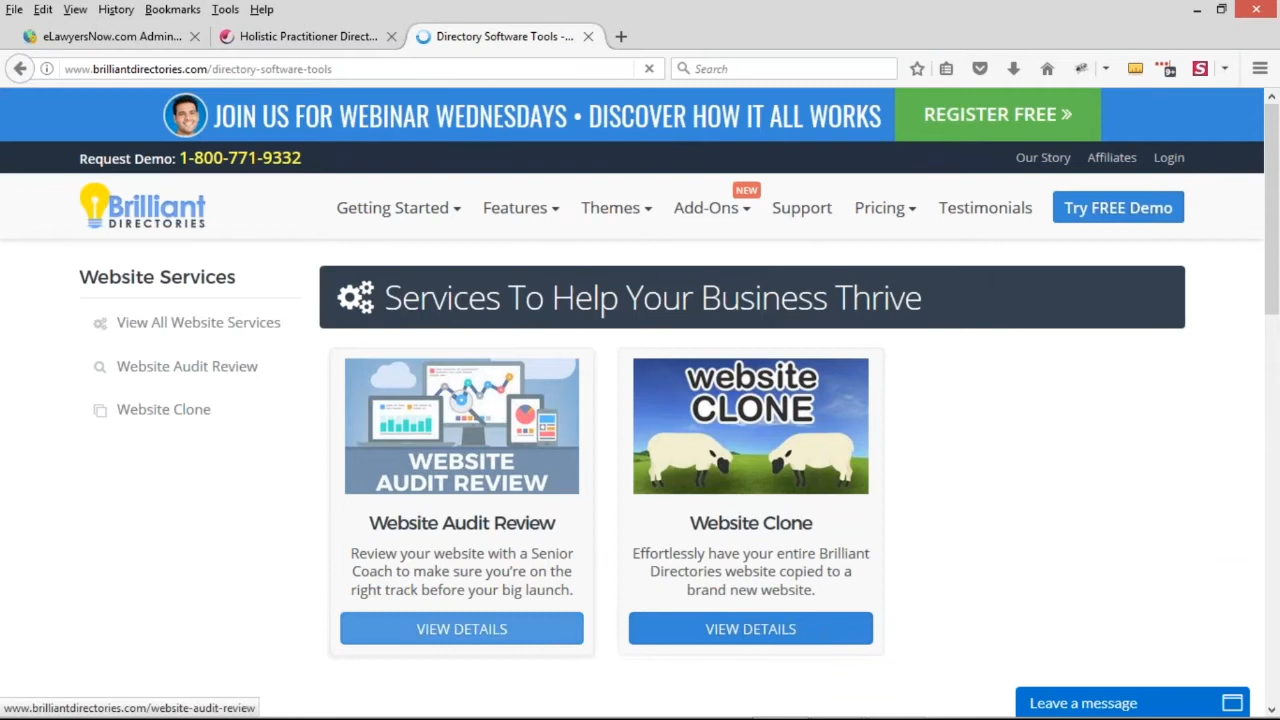 File Edit View History Bookmarks Tools Help
eLawyersNow.com Admin... Holistic Practitioner Direct... Directory Software Tools -...
www.brilliantdirectories.com/directory-software-tools Search
JOIN US FOR WEBINAR WEDNESDAYS • DISCOVER HOW IT ALL WORKS REGISTER FREE »
Request Demo: 1-800-771-9332 Our Story Affiliates Login
NEW
Brilliant DIRECTORIES Getting Started Features Themes Add-Ons Support Pricing Testimonials Try FREE Demo
Website Services
View All Website Services
Website Audit Review
Website Clone
Services To Help Your Business Thrive
WEBSITE
AUDIT REVIEW
Website Audit Review
Review your website with a Senior
Coach to make sure you're on the
right track before your big launch.
VIEW DETAILS
website
CLONE
Website Clone
Effortlessly have your entire Brilliant
Directories website copied to a
brand new website.
VIEW DETAILS
www.brilliantdirectories.com/website-audit-review
Leave a message